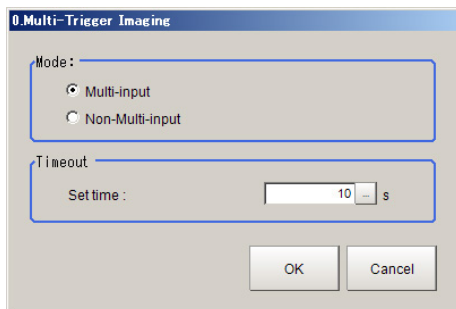 0.Multi-Trigger Imaging
Mode:
Multi-input
Non-Multi-input
Timeout
Set time :
10 ... s
OK Cancel